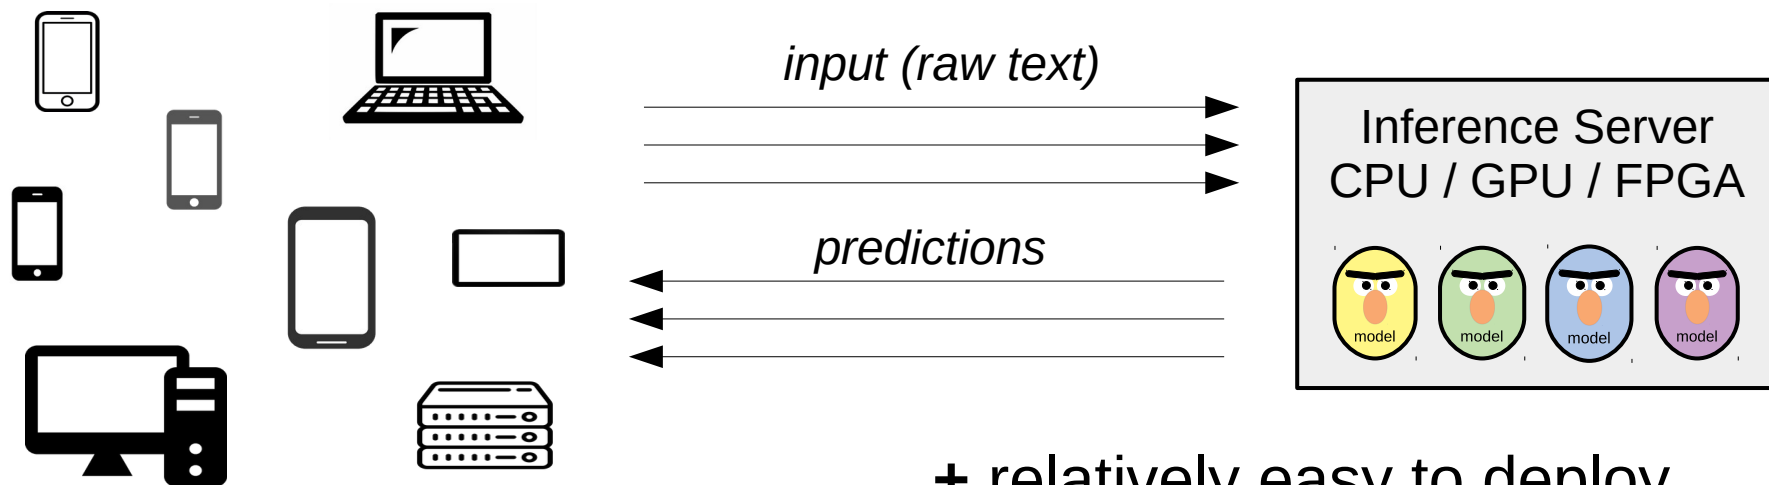 input (raw text)
Inference Server
CPU / GPU / FPGA
predictions
model model model model
+ relatively easy to deploy